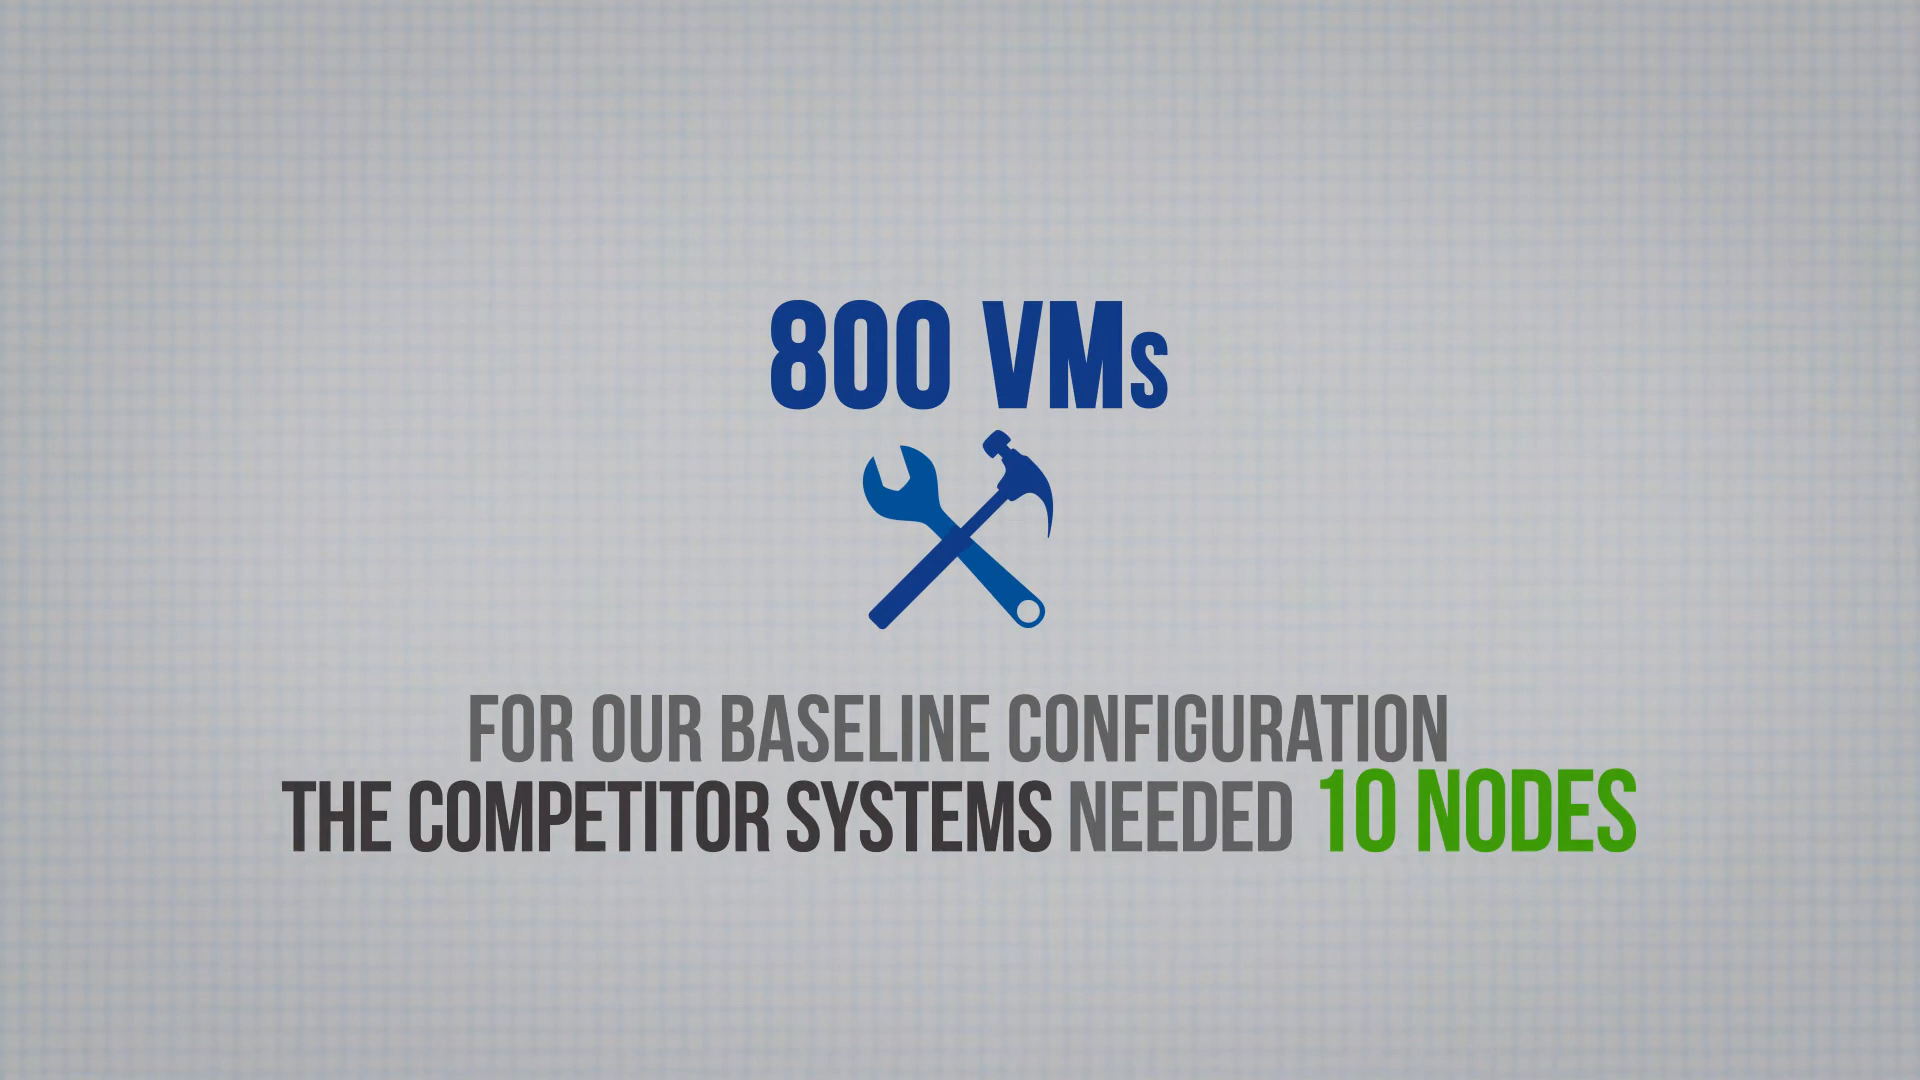 800 VMs
FOR OUR BASELINE CONFIGURATION
THE COMPETITOR SYSTEMS NEEDED 10 NODES